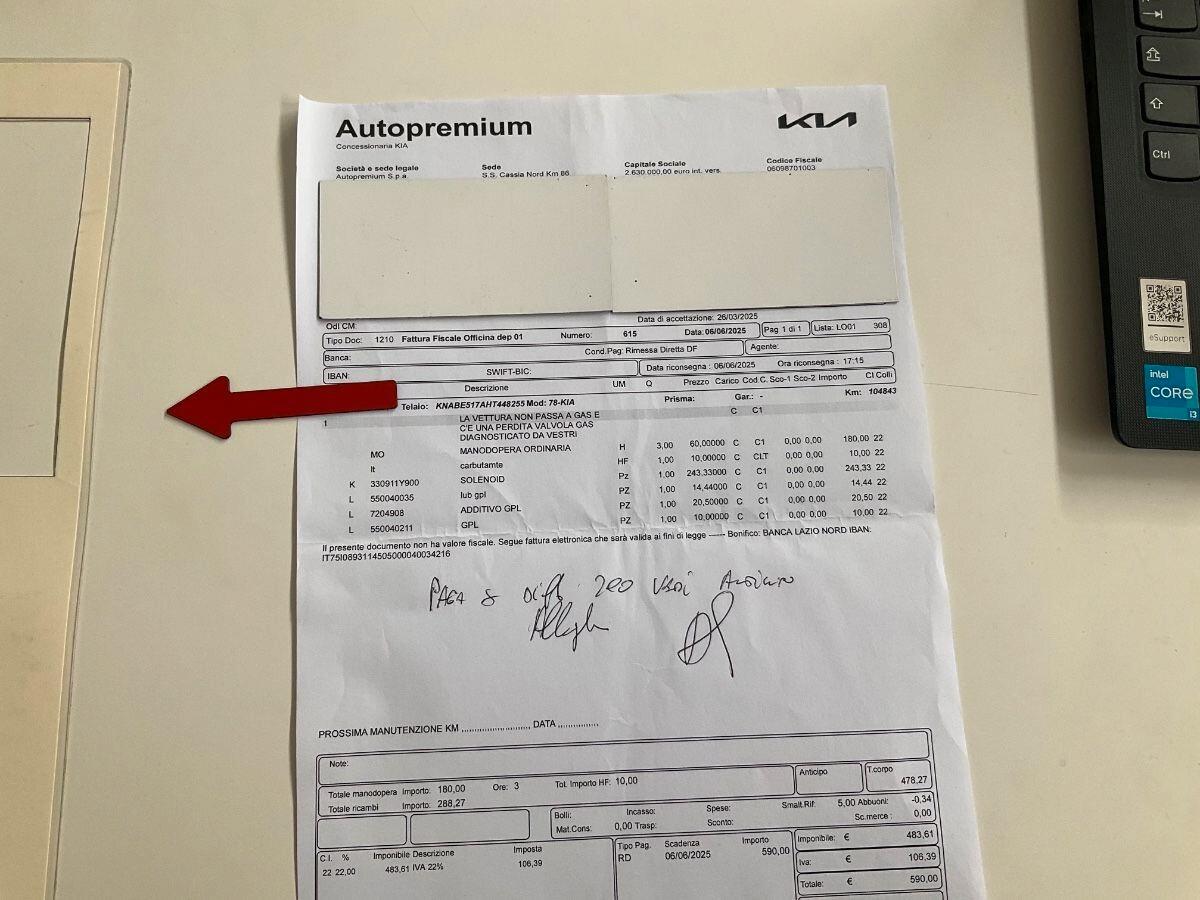 Autopremium
KIA
Concessionaria KIA
Società e sede legale Sede Capitale Sociale Codice Fiscale
Autopremium S.p.a. S.S. Cassia Nord Km 86 2.630.000,00 euro int. vers. 06098701003
Data di accettazione: 26/03/2025
Odl CM:
Tipo Doc: 1210 Fattura Fiscale Officina dep 01 Numero: 615 Data: 06/06/2025 Pag 1 di 1 Lista: LO01 308
Banca: Cond.Pag: Rimessa Diretta DF Agente:
IBAN: SWIFT-BIC: Data riconsegna : 06/06/2025 Ora riconsegna : 17:15
Descrizione UM Q Prezzo Carico Cod.C. Sco-1 Sco-2 Importo CI Colli
Telaio: KNABE517AHT448255 Mod: 78-KIA Prisma: Gar.: - Km: 104843
1 LA VETTURA NON PASSA A GAS E C C1
C'E UNA PERDITA VALVOLA GAS
DIAGNOSTICATO DA VESTRI
MO MANODOPERA ORDINARIA H 3,00 60,00000 C C1 0,00 0,00 180,00 22
It carbutamte HF 1,00 10,00000 C CLT 0,00 0,00 10,00 22
K 330911Y900 SOLENOID Pz 1,00 243,33000 C C1 0,00 0,00 243,33 22
L 550040035 lub gpl PZ 1,00 14,44000 C C1 0,00 0,00 14,44 22
L 7204908 ADDITIVO GPL PZ 1,00 20,50000 C C1 0,00 0,00 20,50 22
L 550040211 GPL PZ 1,00 10,00000 C C1 0,00 0,00 10,00 22
Il presente documento non ha valore fiscale. Segue fattura elettronica che sarà valida ai fini di legge ------ Bonifico: BANCA LAZIO NORD IBAN:
IT75I0893114505000040034216
PAGA
PROSSIMA MANUTENZIONE KM ........................ DATA ..............
Note:
Totale manodopera Importo: 180,00 Ore: 3 Tot. Importo HF: 10,00 Anticipo T.corpo 478,27
Totale ricambi Importo: 288,27
Bolli: Incasso: Spese: Smalt.Rif: 5,00 Abbuoni: -0,34
Mat.Cons: 0,00 Trasp: Sconto: Sc.merce : 0,00
C.I. % Imponibile Descrizione Imposta Tipo Pag. Scadenza Importo Imponibile: € 483,61
22 22,00 483,61 IVA 22% 106,39 RD 06/06/2025 590,00 Iva: € 106,39
Totale: € 590,00
Ctrl
eSupport
intel
CORE
i3